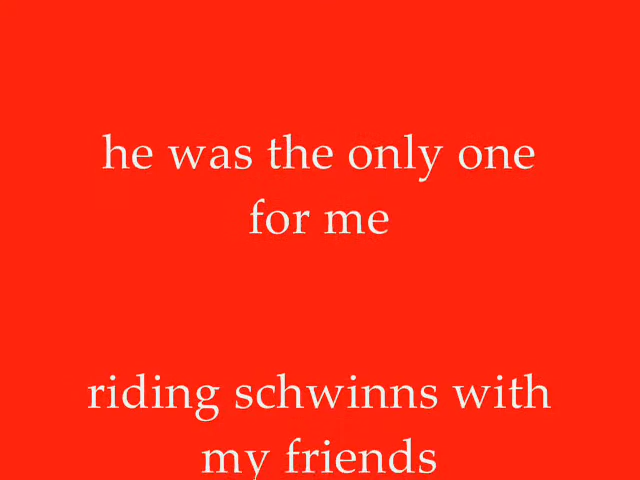 he was the only one
for me
riding schwinns with
my friends